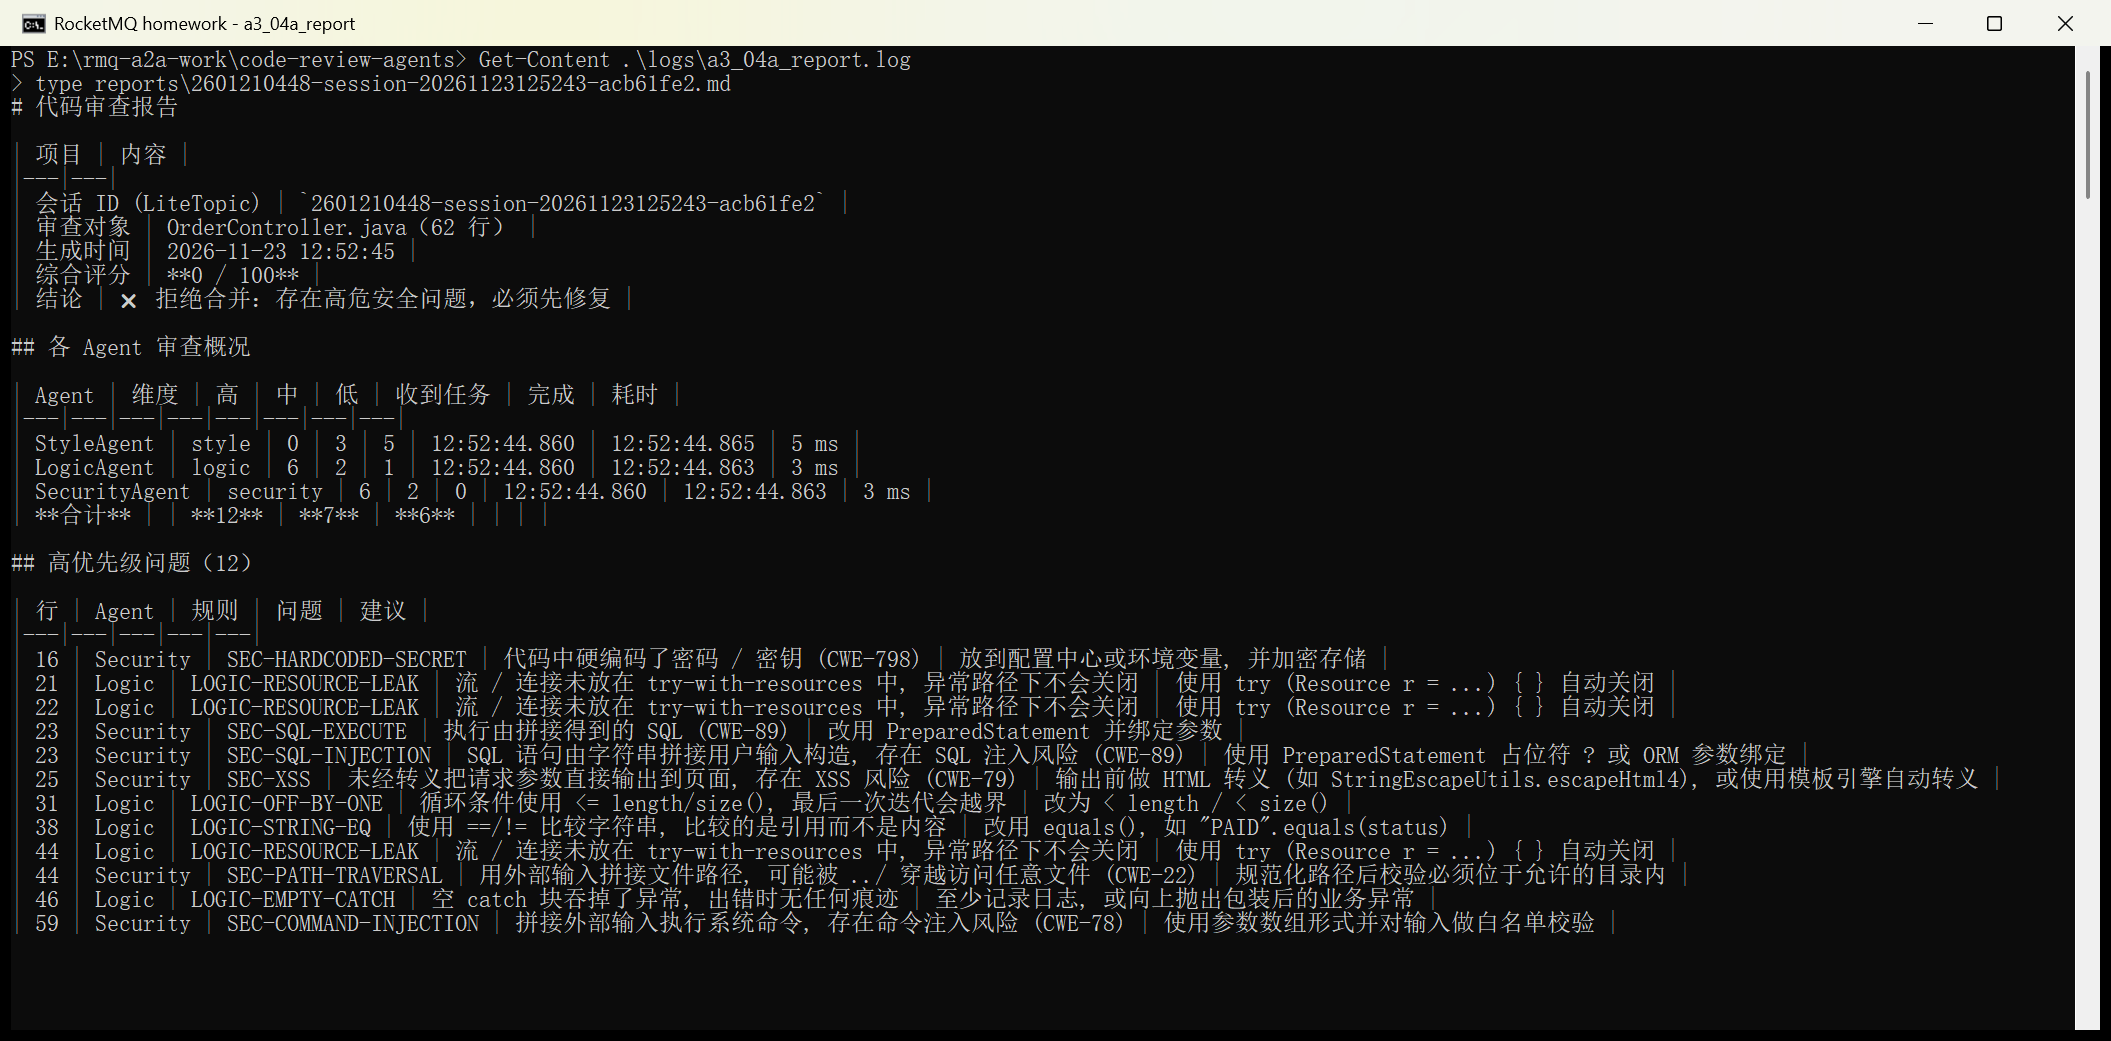 RocketMQ homework - a3_04a_report
PS E:\rmq-a2a-work\code-review-agents> Get-Content .\logs\a3_04a_report.log
> type reports\2601210448-session-20261123125243-acb61fe2.md
# 代码审查报告
| 项目 | 内容 |
|---|---|
| 会话 ID (LiteTopic) | `2601210448-session-20261123125243-acb61fe2` |
| 审查对象 | OrderController.java（62 行） |
| 生成时间 | 2026-11-23 12:52:45 |
| 综合评分 | **0 / 100** |
| 结论 | ❌ 拒绝合并：存在高危安全问题，必须先修复 |
## 各 Agent 审查概况
| Agent | 维度 | 高 | 中 | 低 | 收到任务 | 完成 | 耗时 |
|---|---|---|---|---|---|---|---|
| StyleAgent | style | 0 | 3 | 5 | 12:52:44.860 | 12:52:44.865 | 5 ms |
| LogicAgent | logic | 6 | 2 | 1 | 12:52:44.860 | 12:52:44.863 | 3 ms |
| SecurityAgent | security | 6 | 2 | 0 | 12:52:44.860 | 12:52:44.863 | 3 ms |
| **合计** | | **12** | **7** | **6** | | | |
## 高优先级问题（12）
| 行 | Agent | 规则 | 问题 | 建议 |
|---|---|---|---|---|
| 16 | Security | SEC-HARDCODED-SECRET | 代码中硬编码了密码 / 密钥 (CWE-798) | 放到配置中心或环境变量, 并加密存储 |
| 21 | Logic | LOGIC-RESOURCE-LEAK | 流 / 连接未放在 try-with-resources 中, 异常路径下不会关闭 | 使用 try (Resource r = ...) { } 自动关闭 |
| 22 | Logic | LOGIC-RESOURCE-LEAK | 流 / 连接未放在 try-with-resources 中, 异常路径下不会关闭 | 使用 try (Resource r = ...) { } 自动关闭 |
| 23 | Security | SEC-SQL-EXECUTE | 执行由拼接得到的 SQL (CWE-89) | 改用 PreparedStatement 并绑定参数 |
| 23 | Security | SEC-SQL-INJECTION | SQL 语句由字符串拼接用户输入构造, 存在 SQL 注入风险 (CWE-89) | 使用 PreparedStatement 占位符 ? 或 ORM 参数绑定 |
| 25 | Security | SEC-XSS | 未经转义把请求参数直接输出到页面, 存在 XSS 风险 (CWE-79) | 输出前做 HTML 转义 (如 StringEscapeUtils.escapeHtml4), 或使用模板引擎自动转义 |
| 31 | Logic | LOGIC-OFF-BY-ONE | 循环条件使用 <= length/size(), 最后一次迭代会越界 | 改为 < length / < size() |
| 38 | Logic | LOGIC-STRING-EQ | 使用 ==/!= 比较字符串, 比较的是引用而不是内容 | 改用 equals(), 如 "PAID".equals(status) |
| 44 | Logic | LOGIC-RESOURCE-LEAK | 流 / 连接未放在 try-with-resources 中, 异常路径下不会关闭 | 使用 try (Resource r = ...) { } 自动关闭 |
| 44 | Security | SEC-PATH-TRAVERSAL | 用外部输入拼接文件路径, 可能被 ../ 穿越访问任意文件 (CWE-22) | 规范化路径后校验必须位于允许的目录内 |
| 46 | Logic | LOGIC-EMPTY-CATCH | 空 catch 块吞掉了异常, 出错时无任何痕迹 | 至少记录日志, 或向上抛出包装后的业务异常 |
| 59 | Security | SEC-COMMAND-INJECTION | 拼接外部输入执行系统命令, 存在命令注入风险 (CWE-78) | 使用参数数组形式并对输入做白名单校验 |